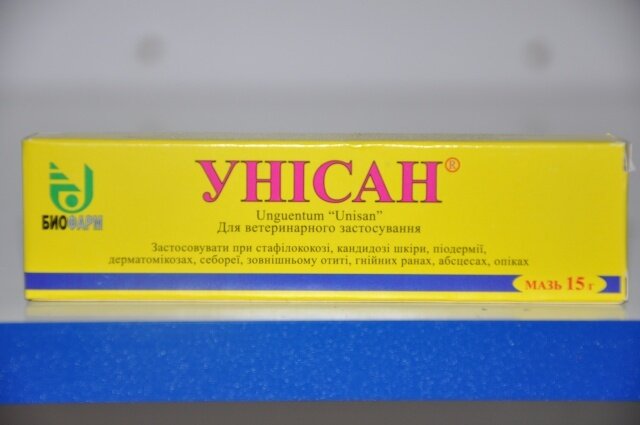 УНІСАН®
Unguentum “Unisan”
Для ветеринарного застосування
БИОФАРМ
Застосовувати при стафілококозі, кандидозі шкіри, піодермії,
дерматомікозах, себореї, зовнішньому отиті, гнійних ранах, абсцесах, опіках
МАЗЬ 15 г